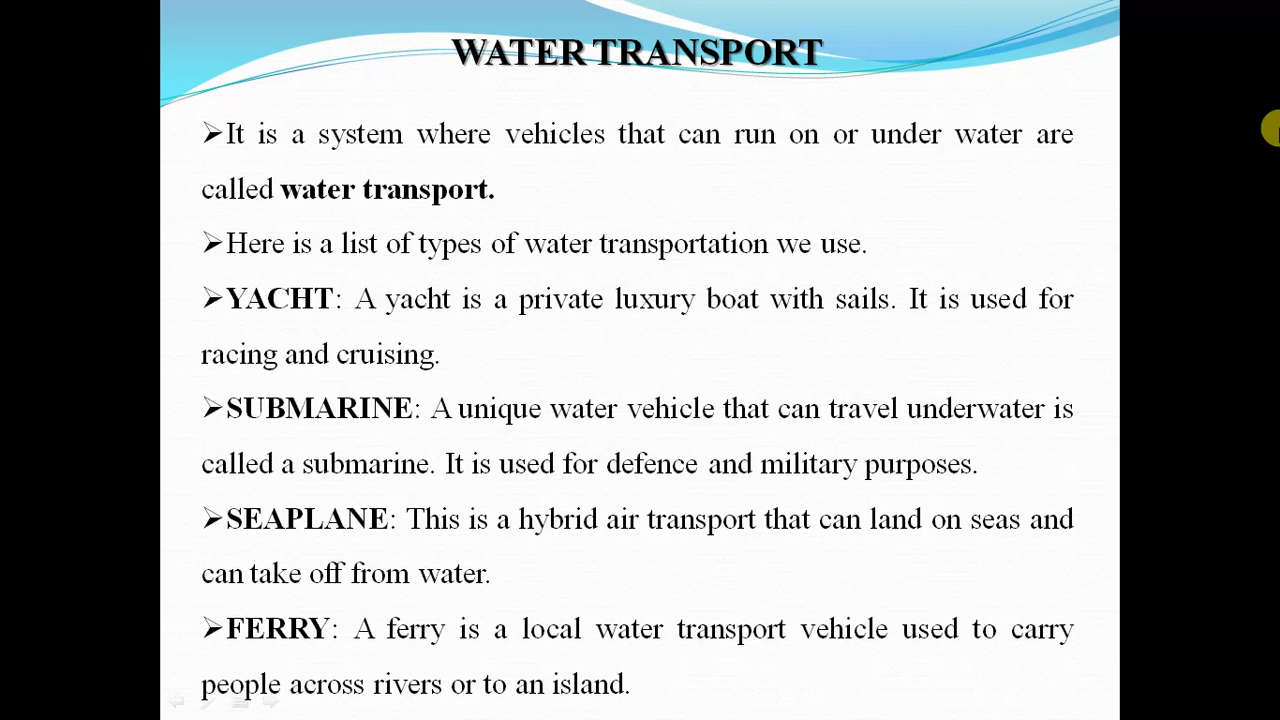 WATER TRANSPORT
➢It is a system where vehicles that can run on or under water are
called water transport.
➢Here is a list of types of water transportation we use.
➢YACHT: A yacht is a private luxury boat with sails. It is used for
racing and cruising.
➢SUBMARINE: A unique water vehicle that can travel underwater is
called a submarine. It is used for defence and military purposes.
➢SEAPLANE: This is a hybrid air transport that can land on seas and
can take off from water.
➢FERRY: A ferry is a local water transport vehicle used to carry
people across rivers or to an island.